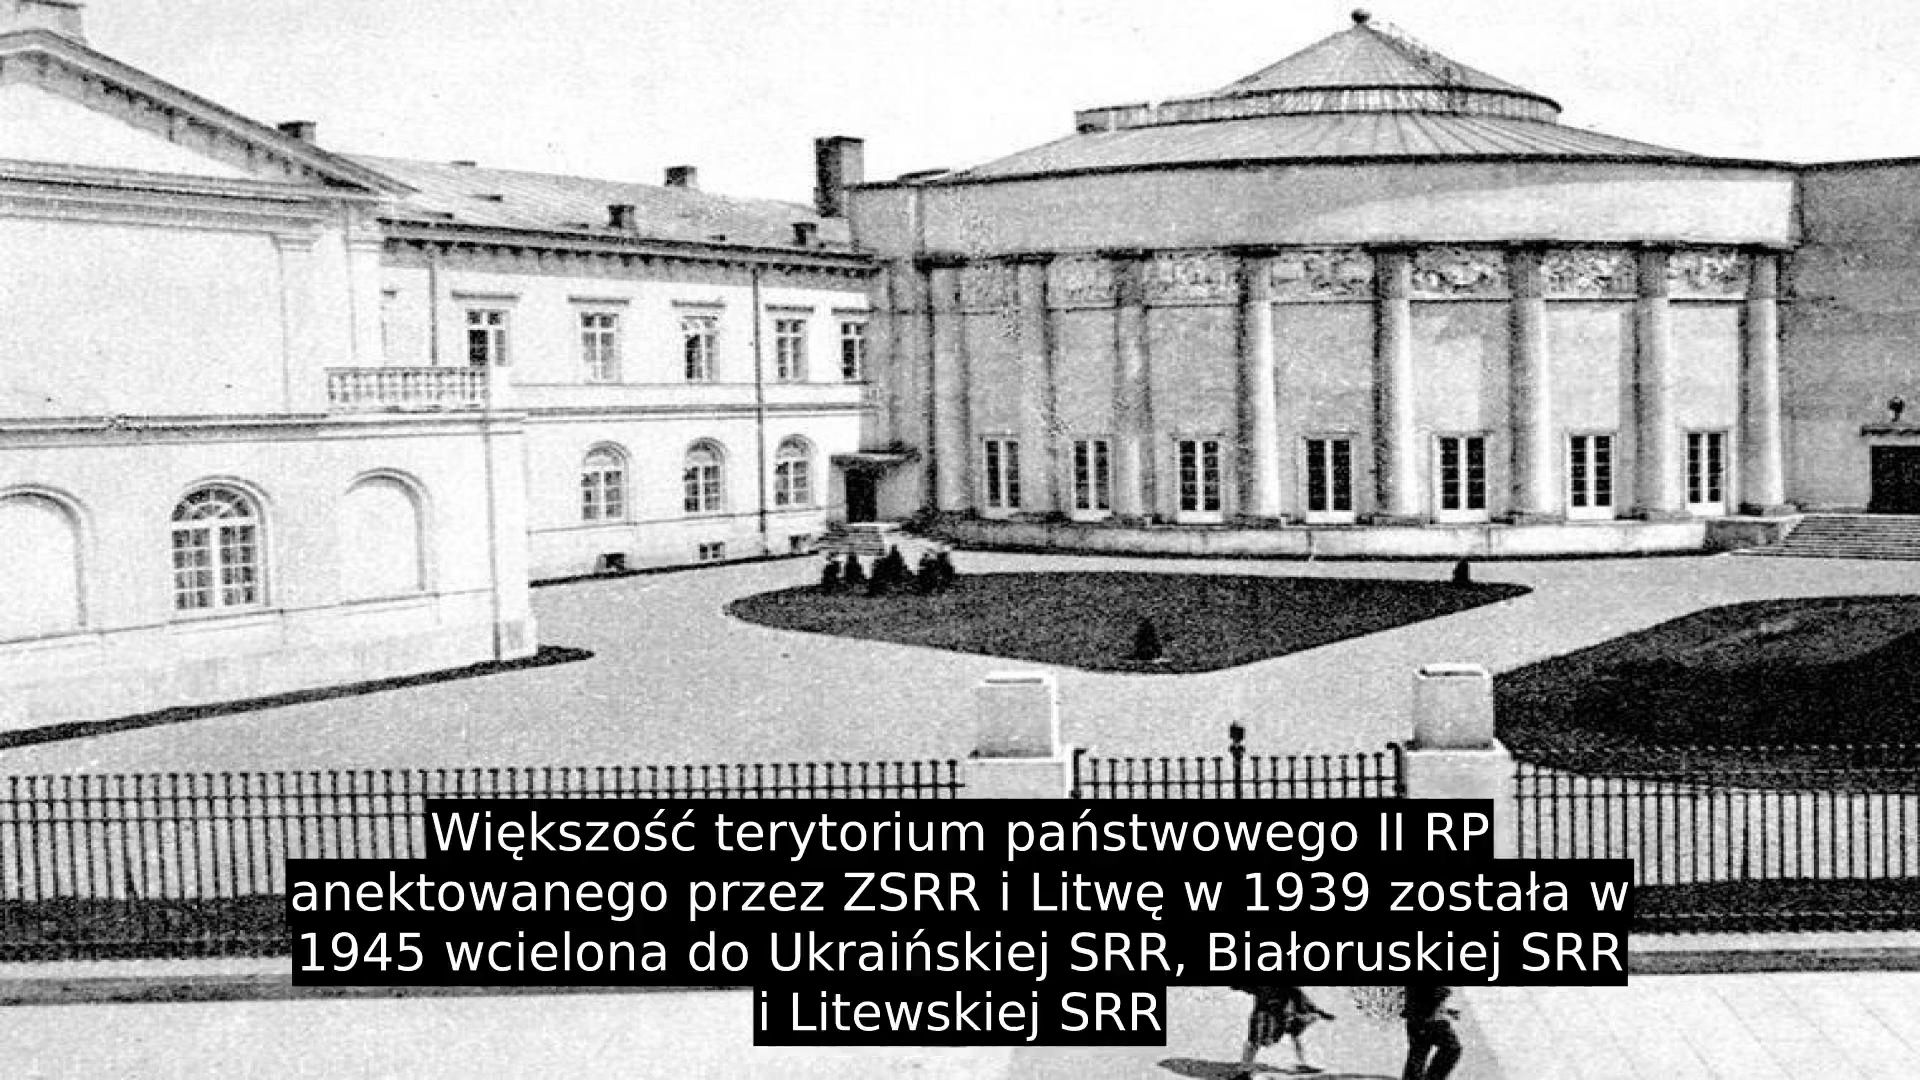 Większość terytorium państwowego II RP
anektowanego przez ZSRR i Litwę w 1939 została w
1945 wcielona do Ukraińskiej SRR, Białoruskiej SRR
i Litewskiej SRR